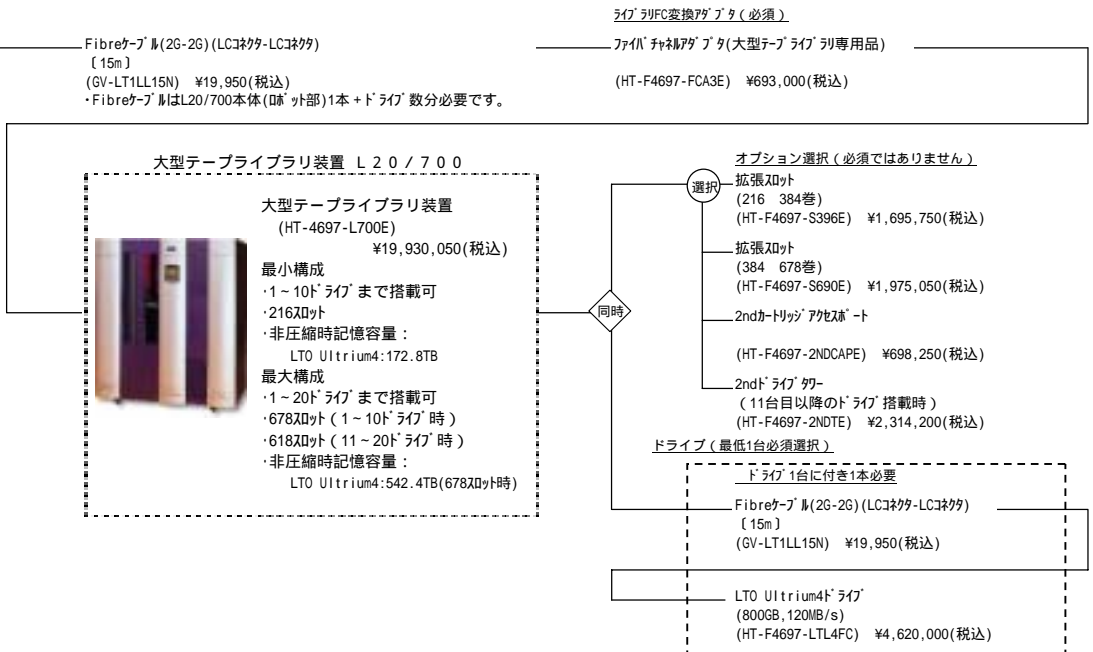 ﾗｲﾌﾞﾗﾘFC変換ｱﾀﾞﾌﾟﾀ(必須)
Fibreｹｰﾌﾞﾙ(2G-2G)(LCｺﾈｸﾀ-LCｺﾈｸﾀ)
〔15m〕
(GV-LT1LL15N) ¥19,950(税込)
・FibreｹｰﾌﾞﾙはL20/700本体(ﾛﾎﾞｯﾄ部)1本+ﾄﾞﾗｲﾌﾞ数分必要です。
ﾌｧｲﾊﾞﾁｬﾈﾙｱﾀﾞﾌﾟﾀ(大型ﾃｰﾌﾟﾗｲﾌﾞﾗﾘ専用品)
(HT-F4697-FCA3E) ¥693,000(税込)
大型テープライブラリ装置 L20/700
大型テープライブラリ装置
(HT-4697-L700E)
¥19,930,050(税込)
最小構成
・1~10ﾄﾞﾗｲﾌﾞまで搭載可
・216ｽﾛｯﾄ
・非圧縮時記憶容量:
LTO Ultrium4:172.8TB
最大構成
・1~20ﾄﾞﾗｲﾌﾞまで搭載可
・678ｽﾛｯﾄ(1~10ﾄﾞﾗｲﾌﾞ時)
・618ｽﾛｯﾄ(11~20ﾄﾞﾗｲﾌﾞ時)
・非圧縮時記憶容量:
LTO Ultrium4:542.4TB(678ｽﾛｯﾄ時)
同時
選択
オプション選択(必須ではありません)
拡張ｽﾛｯﾄ
(216 384巻)
(HT-F4697-S396E) ¥1,695,750(税込)
拡張ｽﾛｯﾄ
(384 678巻)
(HT-F4697-S690E) ¥1,975,050(税込)
2ndｶｰﾄﾘｯｼﾞｱｸｾｽﾎﾟｰﾄ
(HT-F4697-2NDCAPE) ¥698,250(税込)
2ndﾄﾞﾗｲﾌﾞﾀﾜｰ
(11台目以降のﾄﾞﾗｲﾌﾞ搭載時)
(HT-F4697-2NDTE) ¥2,314,200(税込)
ドライブ(最低1台必須選択)
ﾄﾞﾗｲﾌﾞ1台に付き1本必要
Fibreｹｰﾌﾞﾙ(2G-2G)(LCｺﾈｸﾀ-LCｺﾈｸﾀ)
〔15m〕
(GV-LT1LL15N) ¥19,950(税込)
LTO Ultrium4ﾄﾞﾗｲﾌﾞ
(800GB,120MB/s)
(HT-F4697-LTL4FC) ¥4,620,000(税込)